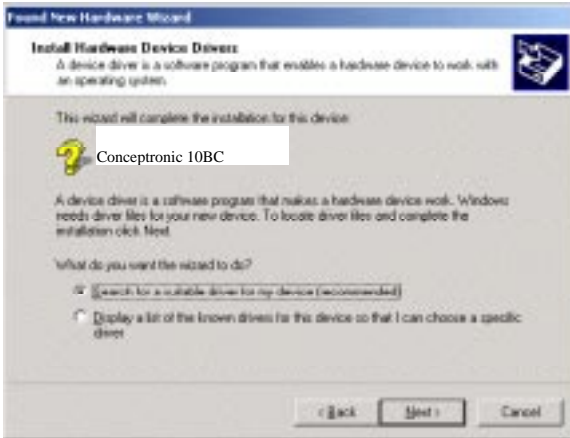 Found New Hardware Wizard
Install Hardware Device Drivers
A device driver is a software program that enables a hardware device to work with
an operating system.
This wizard will complete the installation for this device:
Conceptronic 10BC
A device driver is a software program that makes a hardware device work. Windows
needs driver files for your new device. To locate driver files and complete the
installation click Next.
What do you want the wizard to do?
Search for a suitable driver for my device (recommended)
Display a list of the known drivers for this device so that I can choose a specific
driver
< Back
Next >
Cancel